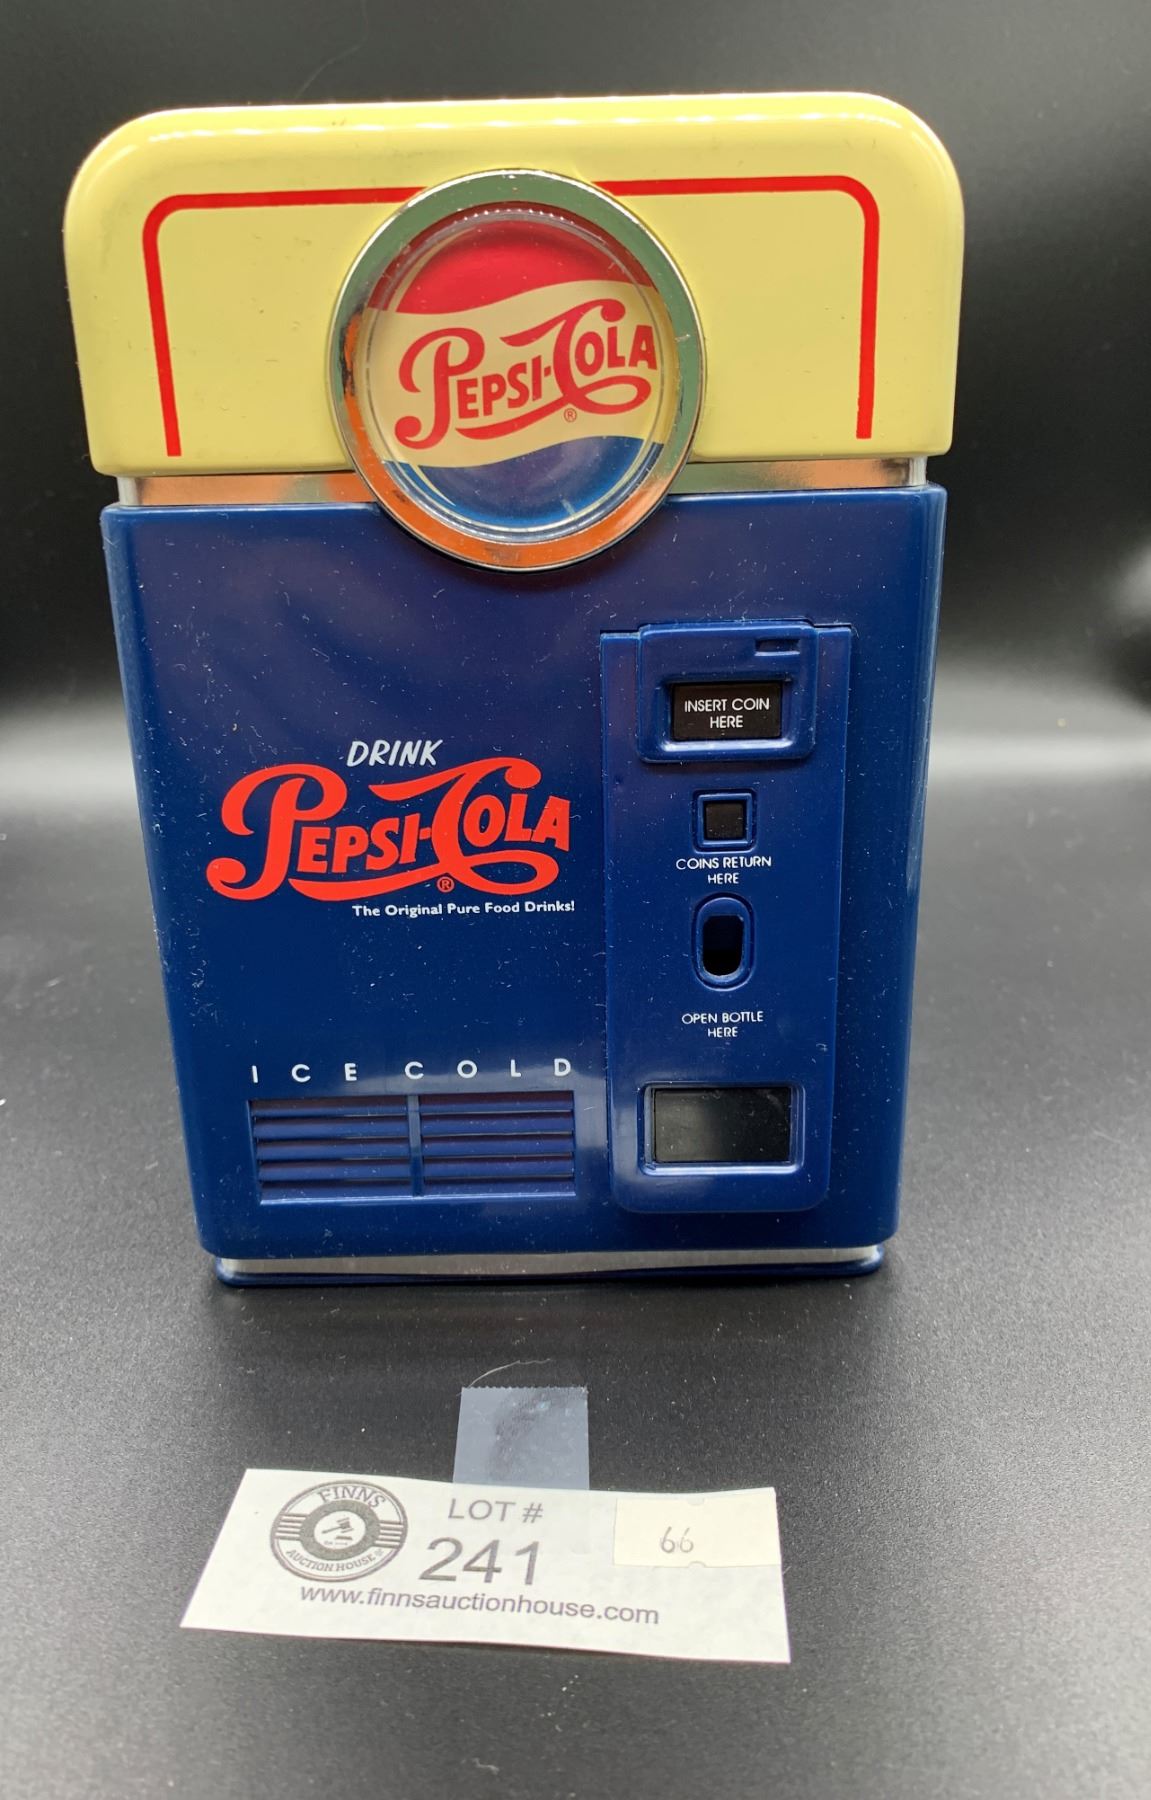 PEPSI-COLA
®
INSERT COIN
HERE
DRINK
PEPSI-COLA
®
The Original Pure Food Drinks!
COINS RETURN
HERE
OPEN BOTTLE
HERE
ICE COLD
FINNS
AUCTION HOUSE
LOT #
241
66
www.finnsauctionhouse.com